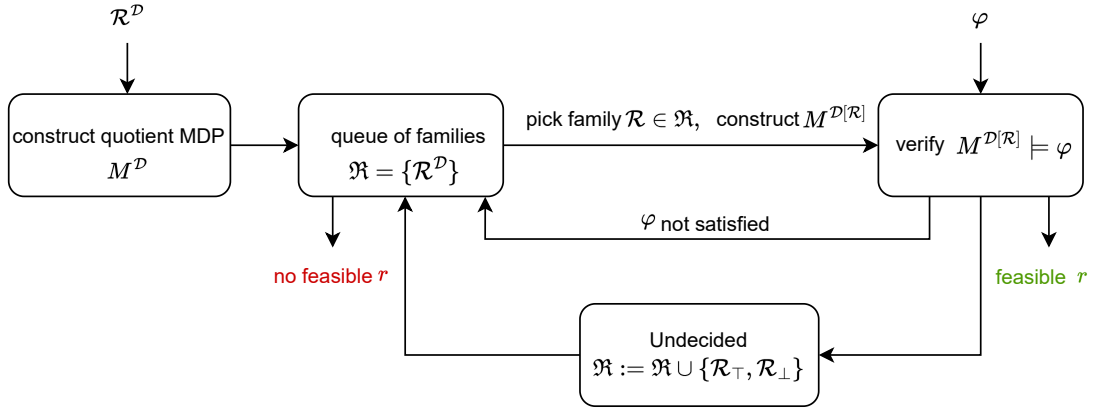 𝓡^𝓓
φ
construct quotient MDP
M^𝓓
queue of families
ℜ = {𝓡^𝓓}
pick family 𝓡 ∈ ℜ, construct M^{𝓓[𝓡]}
verify M^{𝓓[𝓡]} ⊨ φ
φ not satisfied
no feasible r
feasible r
Undecided
ℜ := ℜ ∪ {𝓡_⊤, 𝓡_⊥}